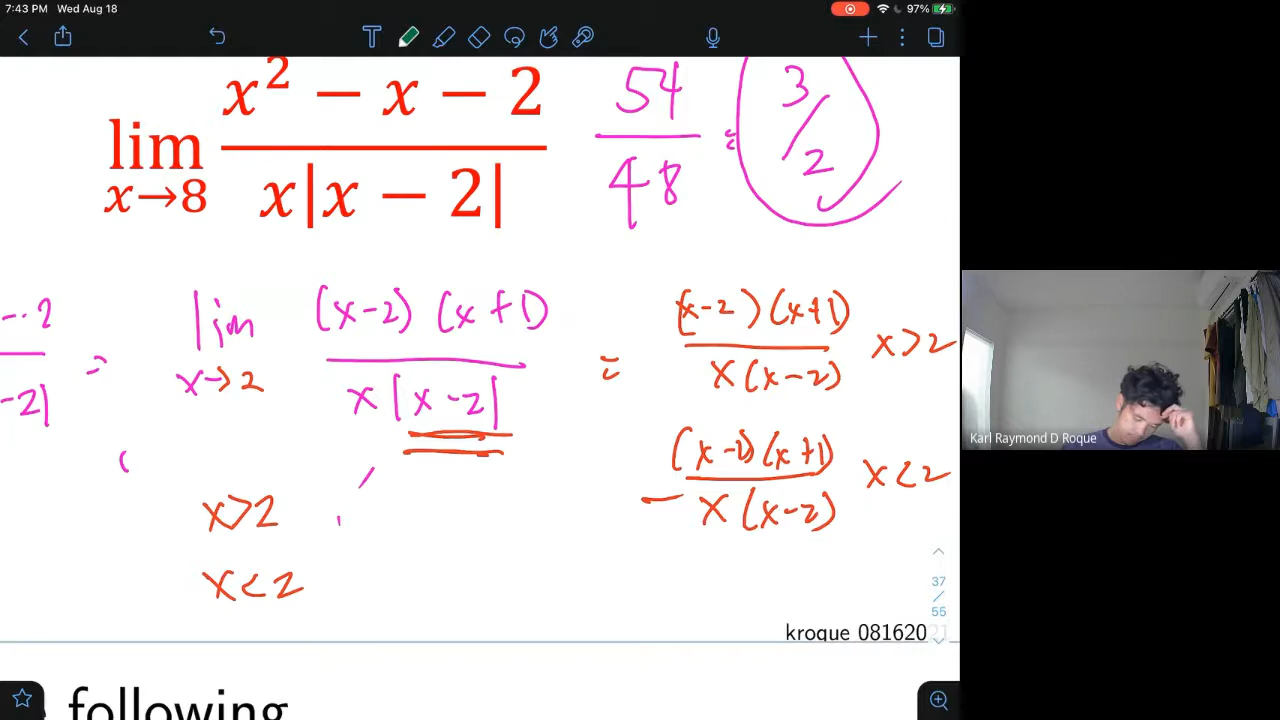 7:43 PM Wed Aug 18
97%
T
lim x→8 x² − x − 2 / x|x − 2|
54 / 48 = 3/2
-2 / -2| = lim x→2 (x-2)(x+1) / x|x-2| = (x-2)(x+1) / x(x-2) x>2
(x-2)(x+1) / -x(x-2) x<2
x>2
x<2
37
/
55
kroque 081620
following
Karl Raymond D Roque